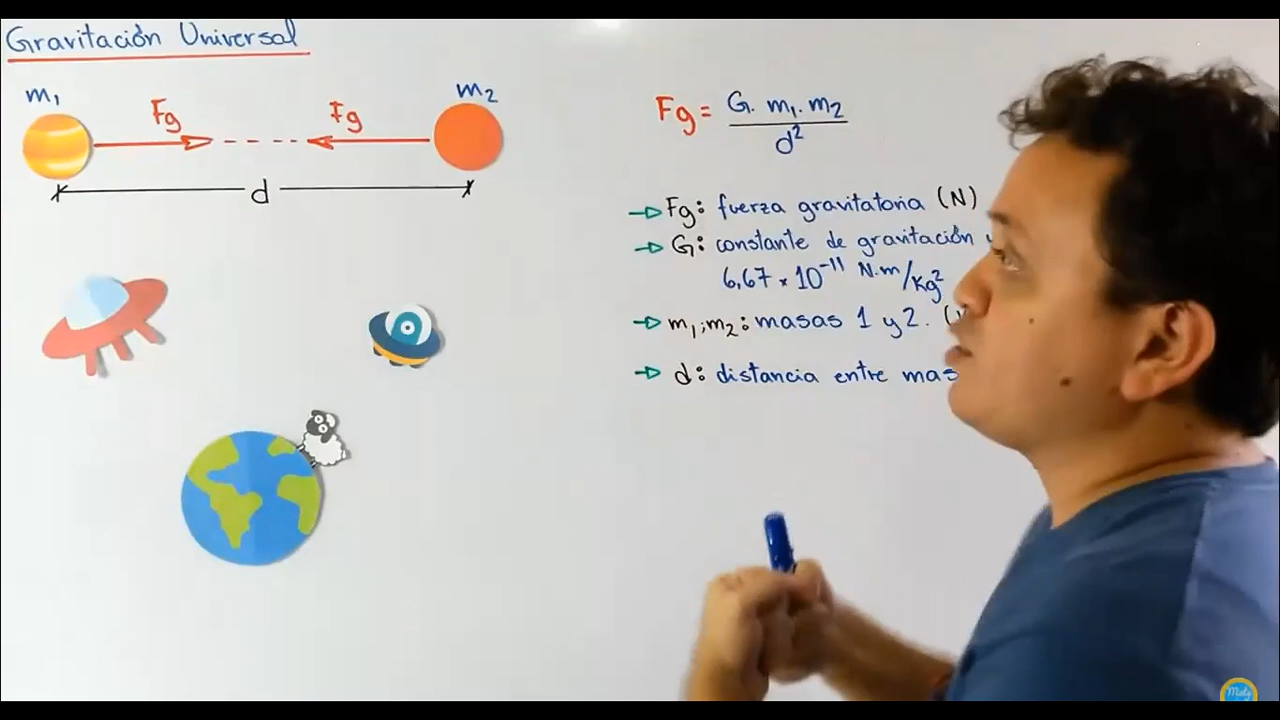 Gravitación Universal
m₁
Fg
Fg
m₂
d
Fg = G. m₁. m₂ / d²
Fg: fuerza gravitatoria (N)
G: constante de gravitación
6,67 × 10⁻¹¹ N.m/Kg²
m₁; m₂: masas 1 y 2.
d: distancia entre mas